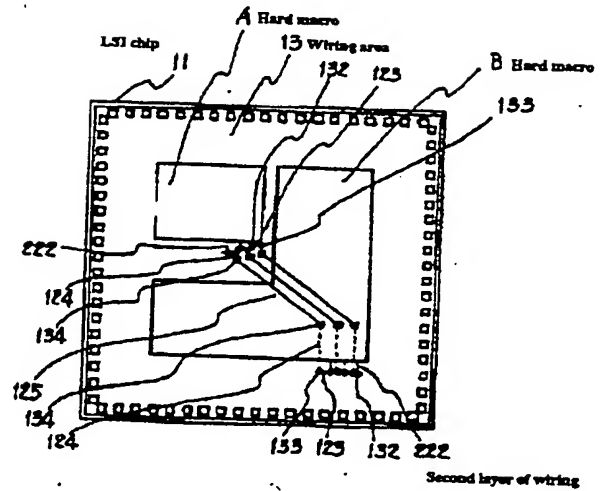 A Hard macro
LSI chip
13 Wiring area
11
132
123
B Hard macro
133
222
124
134
125
134
124
133
123
132
222
Second layer of wiring